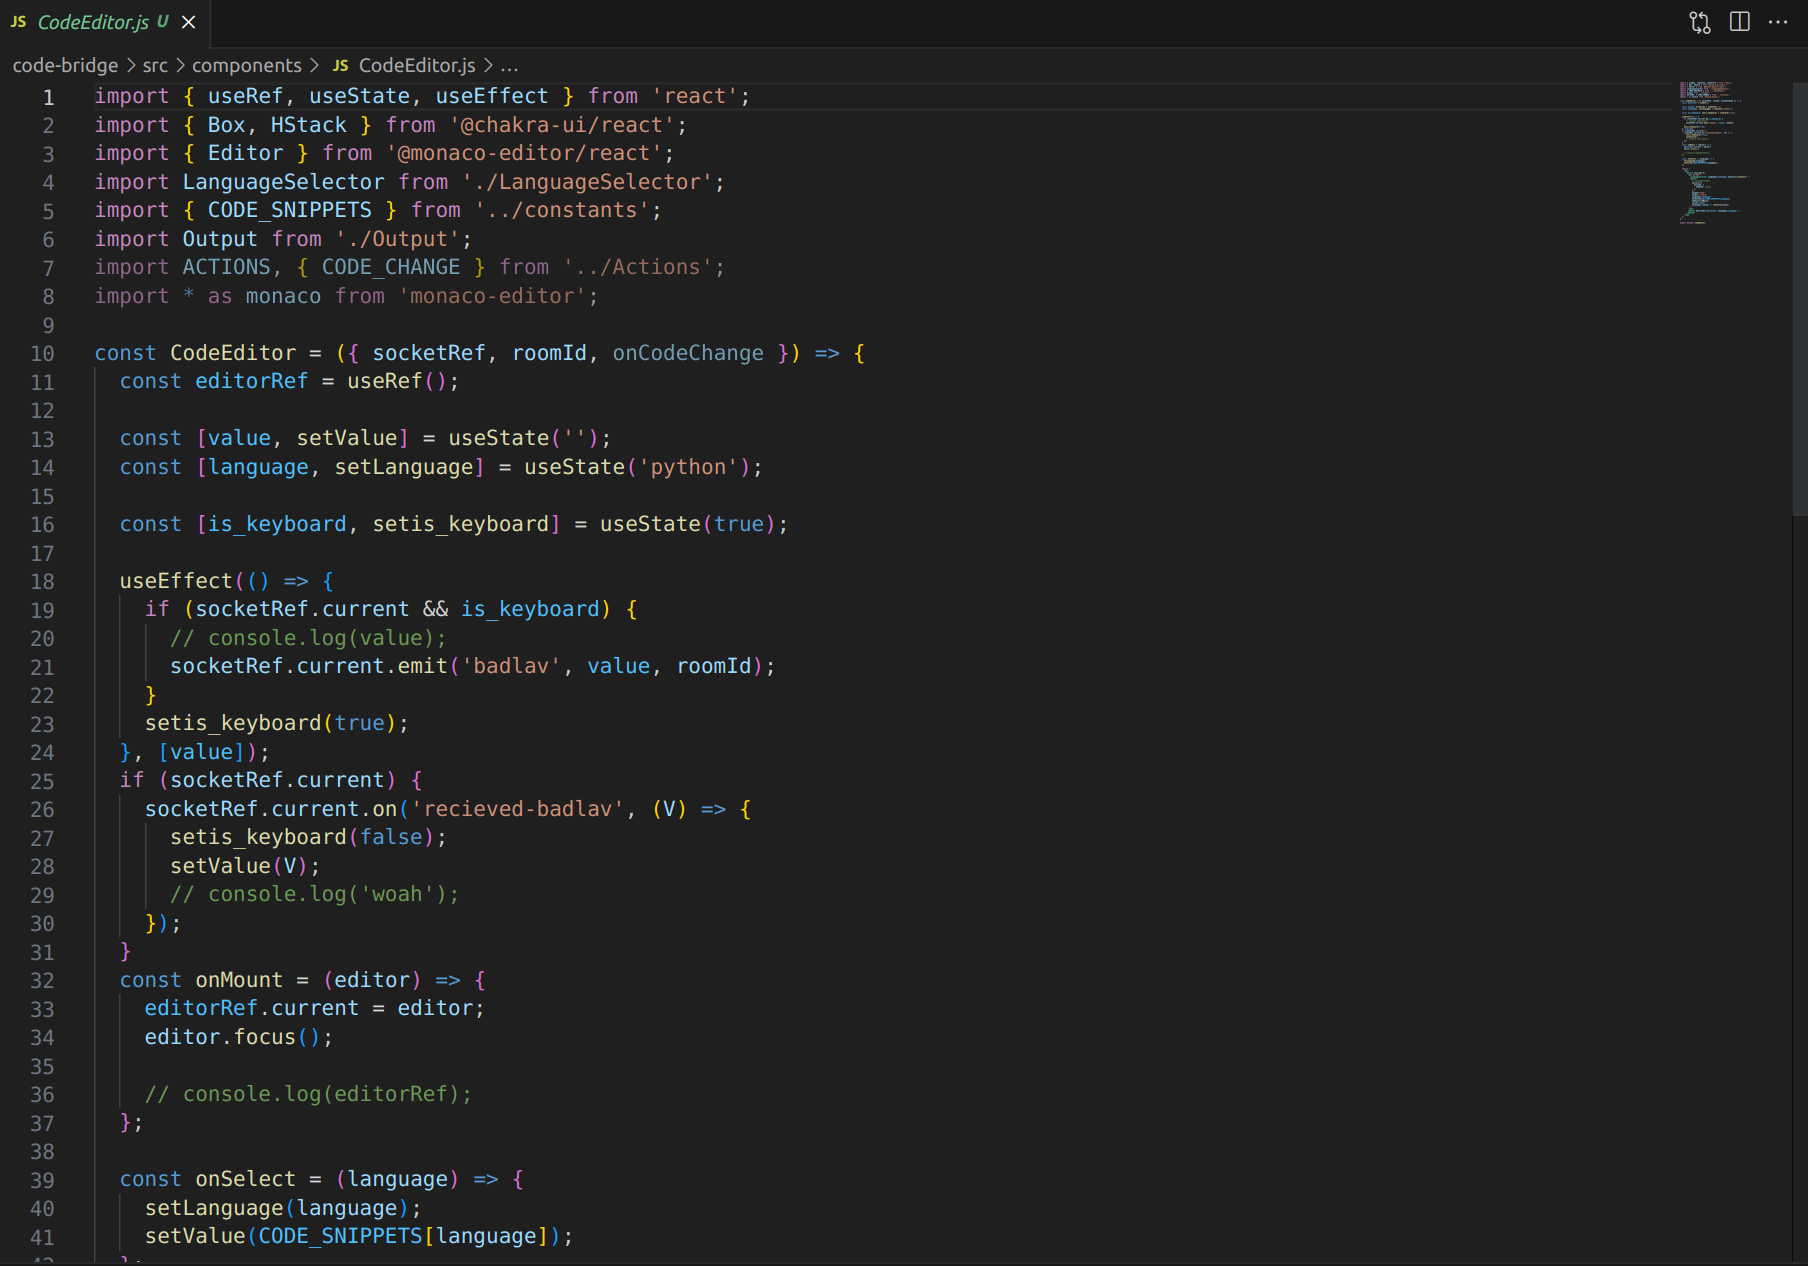 JS CodeEditor.js U
code-bridge > src > components > JS CodeEditor.js > ...
1 import { useRef, useState, useEffect } from 'react';
2 import { Box, HStack } from '@chakra-ui/react';
3 import { Editor } from '@monaco-editor/react';
4 import LanguageSelector from './LanguageSelector';
5 import { CODE_SNIPPETS } from '../constants';
6 import Output from './Output';
7 import ACTIONS, { CODE_CHANGE } from '../Actions';
8 import * as monaco from 'monaco-editor';
9
10 const CodeEditor = ({ socketRef, roomId, onCodeChange }) => {
11   const editorRef = useRef();
12
13   const [value, setValue] = useState('');
14   const [language, setLanguage] = useState('python');
15
16   const [is_keyboard, setis_keyboard] = useState(true);
17
18   useEffect(() => {
19     if (socketRef.current && is_keyboard) {
20       // console.log(value);
21       socketRef.current.emit('badlav', value, roomId);
22     }
23     setis_keyboard(true);
24   }, [value]);
25   if (socketRef.current) {
26     socketRef.current.on('recieved-badlav', (V) => {
27       setis_keyboard(false);
28       setValue(V);
29       // console.log('woah');
30     });
31   }
32   const onMount = (editor) => {
33     editorRef.current = editor;
34     editor.focus();
35
36     // console.log(editorRef);
37   };
38
39   const onSelect = (language) => {
40     setLanguage(language);
41     setValue(CODE_SNIPPETS[language]);